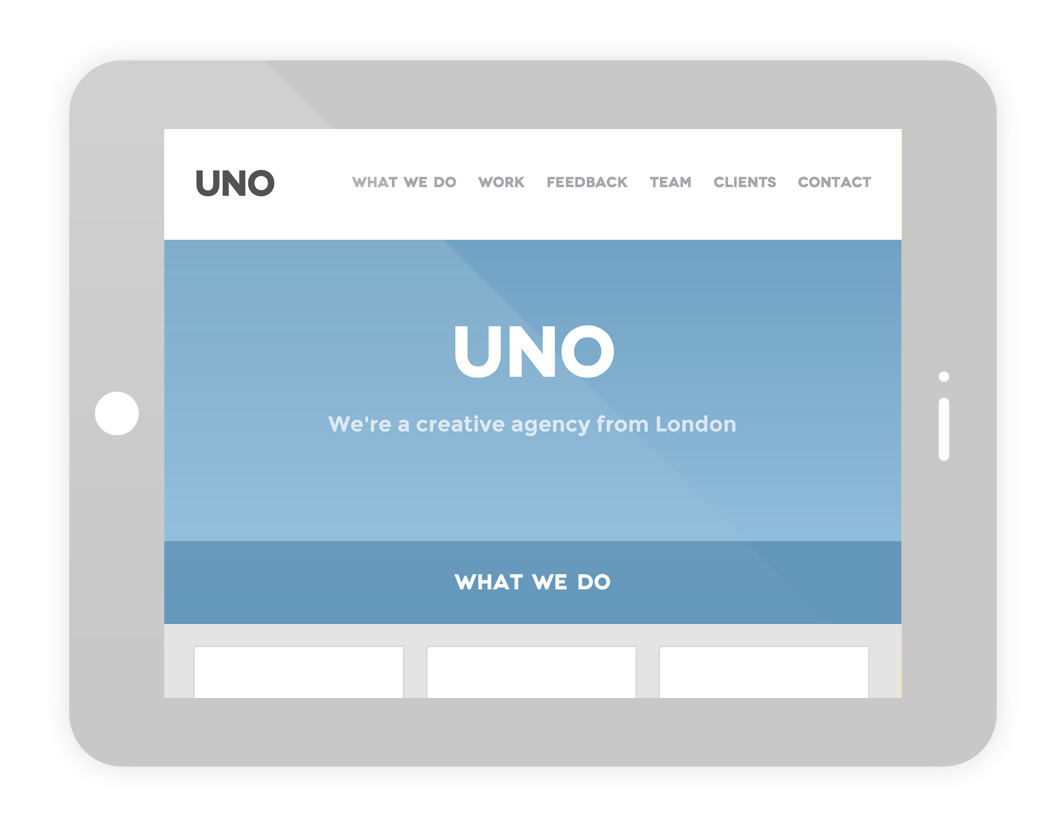 UNO
WHAT WE DO WORK FEEDBACK TEAM CLIENTS CONTACT
UNO
We're a creative agency from London
WHAT WE DO